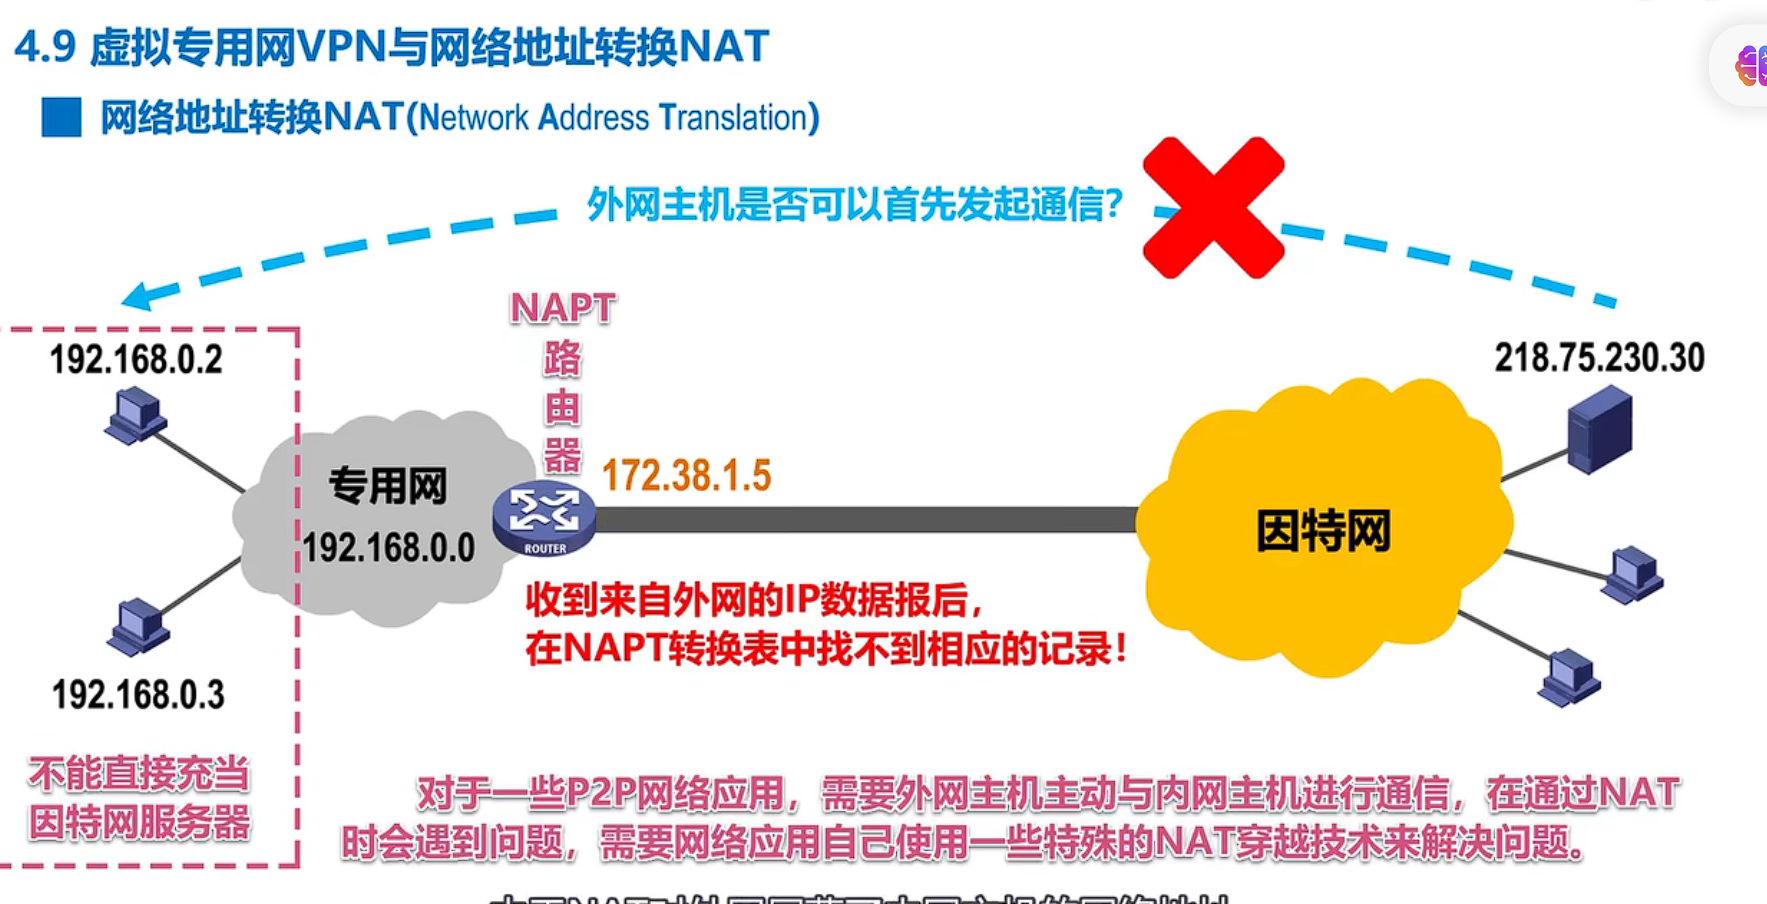 4.9 虚拟专用网VPN与网络地址转换NAT
网络地址转换NAT(Network Address Translation)
外网主机是否可以首先发起通信?
NAPT
路
由
器
192.168.0.2
218.75.230.30
172.38.1.5
专用网
192.168.0.0
ROUTER
因特网
收到来自外网的IP数据报后，
在NAPT转换表中找不到相应的记录！
192.168.0.3
不能直接充当
因特网服务器
对于一些P2P网络应用，需要外网主机主动与内网主机进行通信，在通过NAT
时会遇到问题，需要网络应用自己使用一些特殊的NAT穿越技术来解决问题。